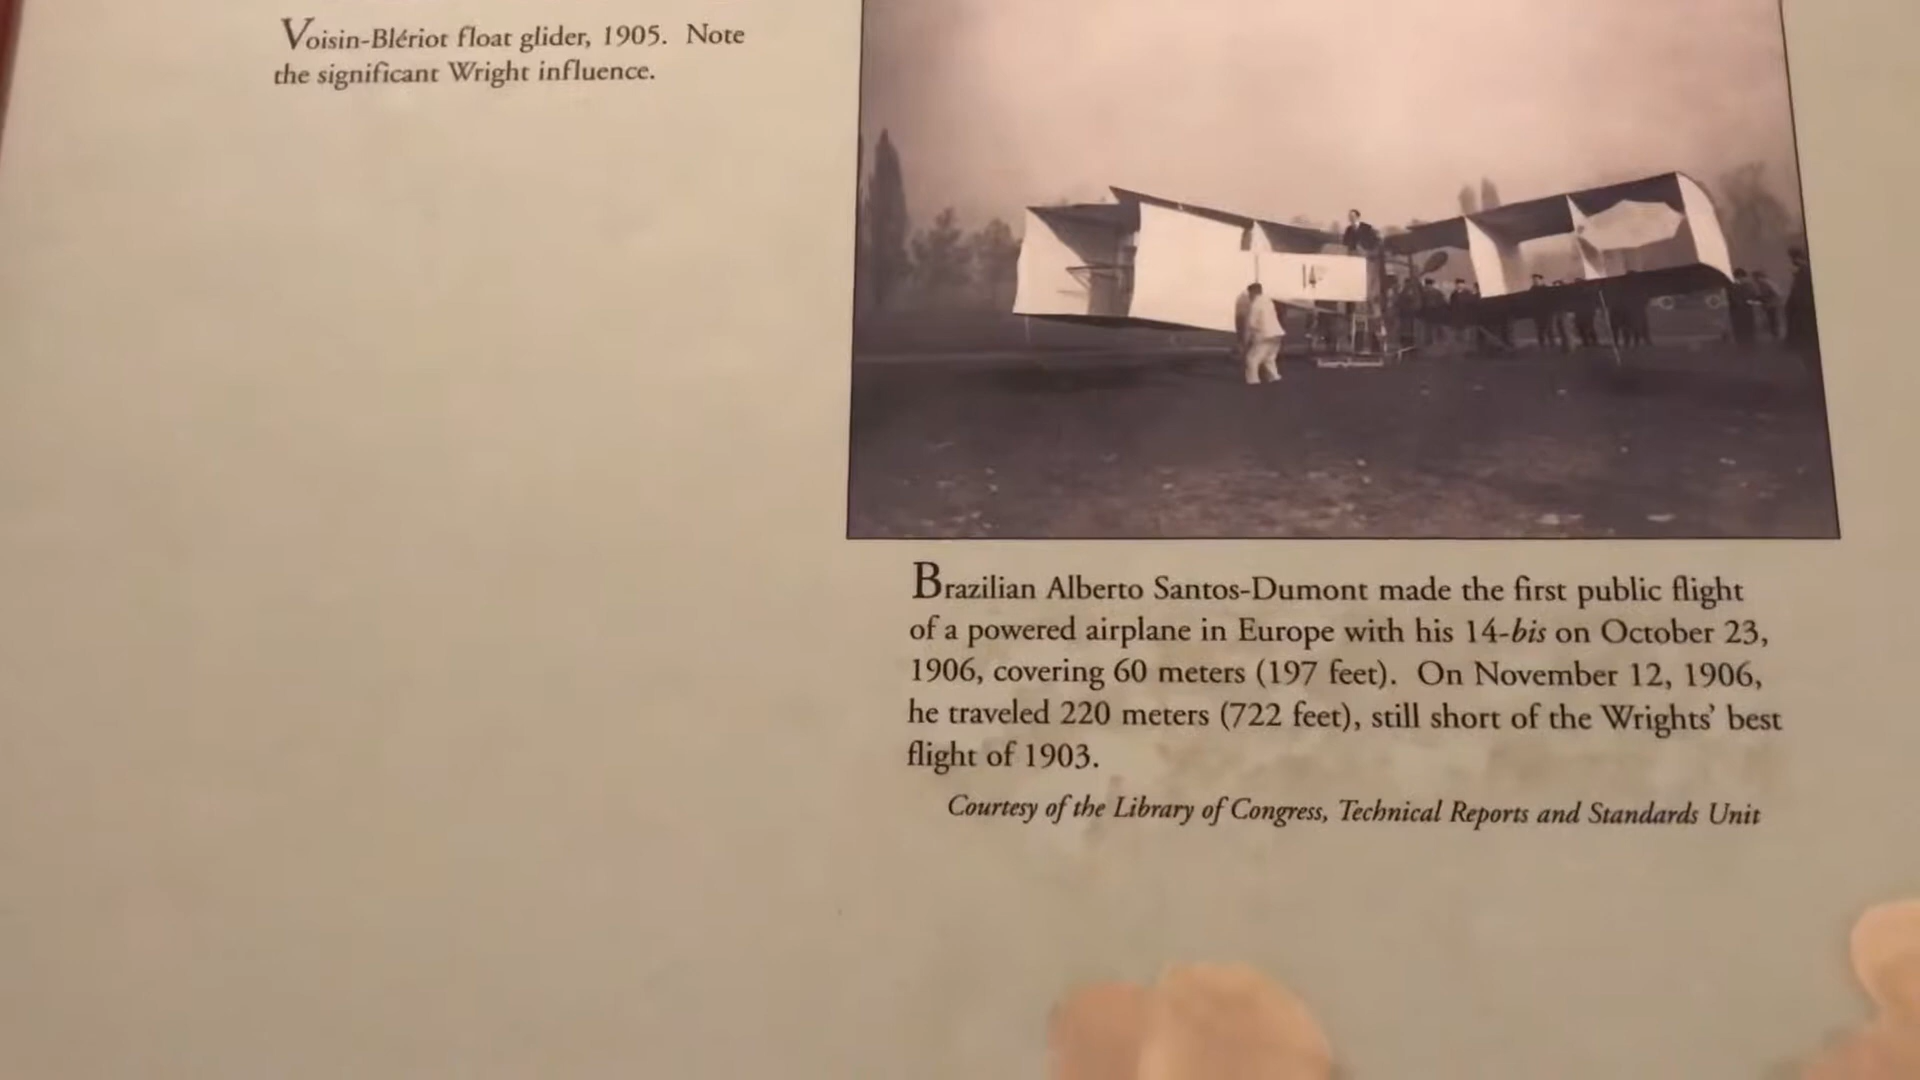 Voisin-Blériot float glider, 1905. Note
the significant Wright influence.
14
Brazilian Alberto Santos-Dumont made the first public flight
of a powered airplane in Europe with his 14-bis on October 23,
1906, covering 60 meters (197 feet). On November 12, 1906,
he traveled 220 meters (722 feet), still short of the Wrights' best
flight of 1903.
Courtesy of the Library of Congress, Technical Reports and Standards Unit